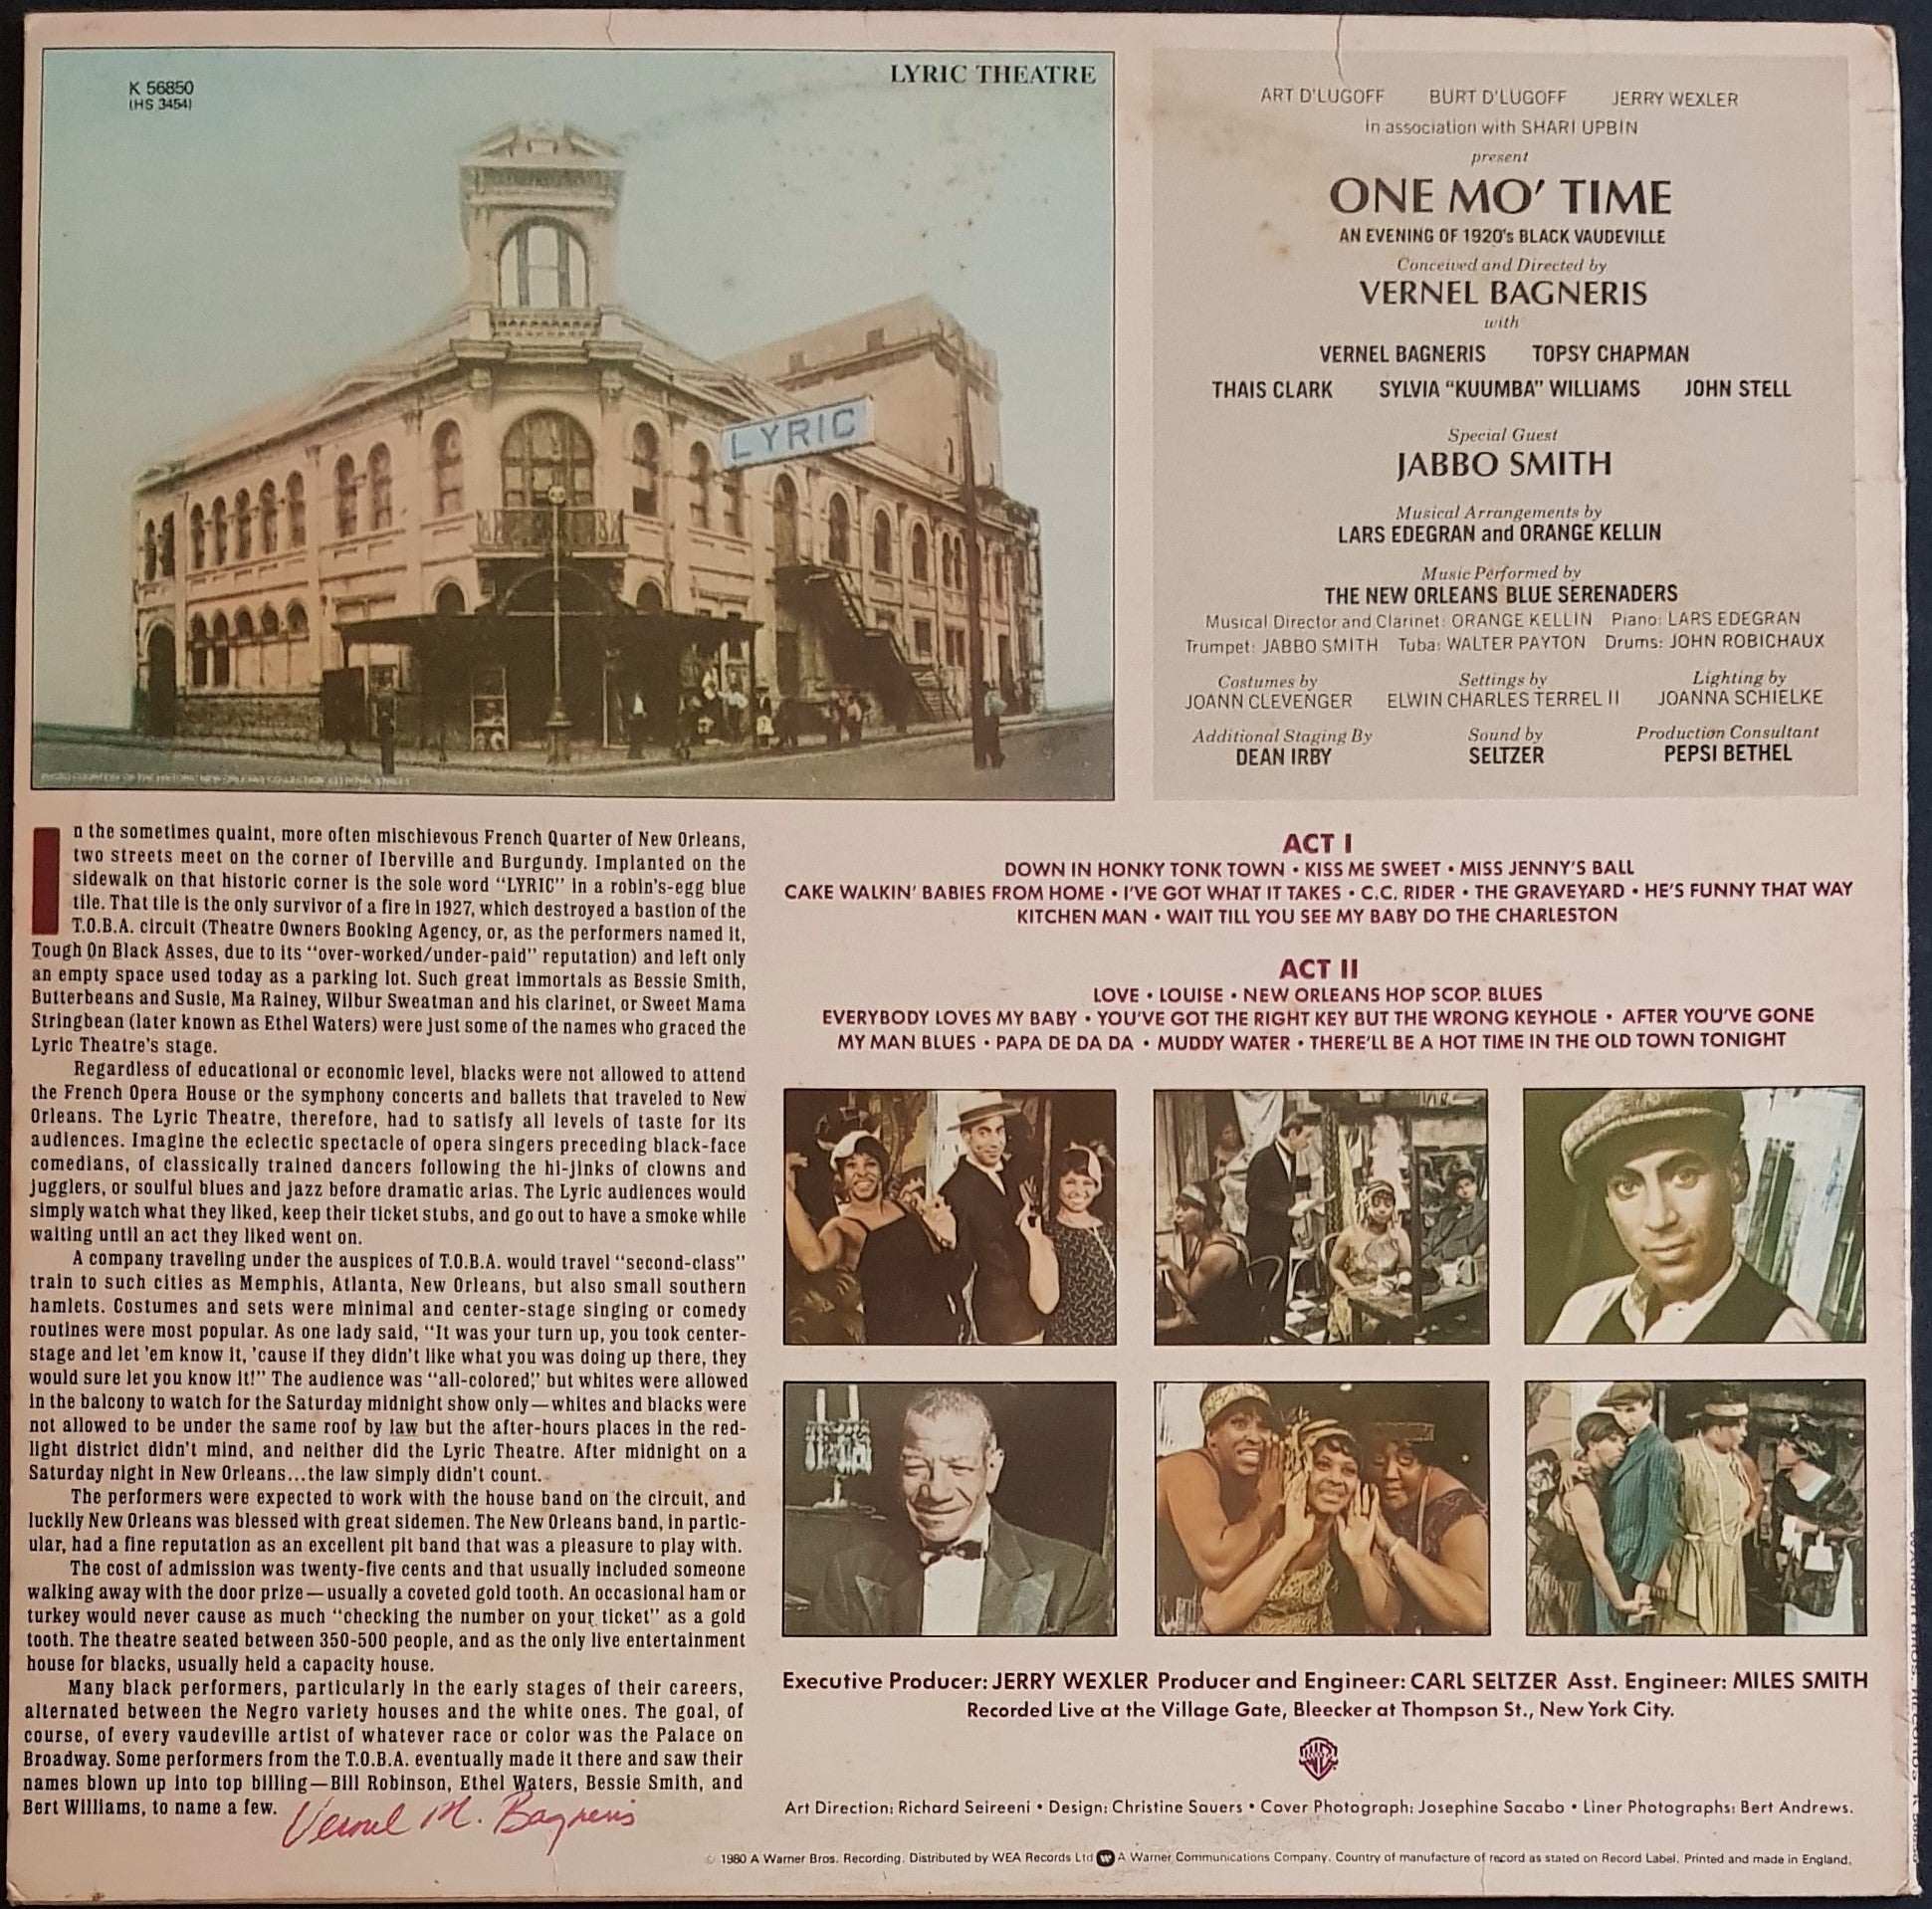 K 56850
(HS 3454)
LYRIC THEATRE
LYRIC
ART D'LUGOFF BURT D'LUGOFF JERRY WEXLER
in association with SHARI UPBIN
present
ONE MO' TIME
AN EVENING OF 1920's BLACK VAUDEVILLE
Conceived and Directed by
VERNEL BAGNERIS
with
VERNEL BAGNERIS TOPSY CHAPMAN
THAIS CLARK SYLVIA “KUUMBA” WILLIAMS JOHN STELL
Special Guest
JABBO SMITH
Musical Arrangements by
LARS EDEGRAN and ORANGE KELLIN
Music Performed by
THE NEW ORLEANS BLUE SERENADERS
Musical Director and Clarinet: ORANGE KELLIN Piano: LARS EDEGRAN
Trumpet: JABBO SMITH Tuba: WALTER PAYTON Drums: JOHN ROBICHAUX
Costumes by Settings by Lighting by
JOANN CLEVENGER ELWIN CHARLES TERREL II JOANNA SCHIELKE
Additional Staging By Sound by Production Consultant
DEAN IRBY SELTZER PEPSI BETHEL
In the sometimes quaint, more often mischievous French Quarter of New Orleans,
two streets meet on the corner of Iberville and Burgundy. Implanted on the
sidewalk on that historic corner is the sole word “LYRIC” in a robin's-egg blue
tile. That tile is the only survivor of a fire in 1927, which destroyed a bastion of the
T.O.B.A. circuit (Theatre Owners Booking Agency, or, as the performers named it,
Tough On Black Asses, due to its “over-worked/under-paid” reputation) and left only
an empty space used today as a parking lot. Such great immortals as Bessie Smith,
Butterbeans and Susie, Ma Rainey, Wilbur Sweatman and his clarinet, or Sweet Mama
Stringbean (later known as Ethel Waters) were just some of the names who graced the
Lyric Theatre's stage.
Regardless of educational or economic level, blacks were not allowed to attend
the French Opera House or the symphony concerts and ballets that traveled to New
Orleans. The Lyric Theatre, therefore, had to satisfy all levels of taste for its
audiences. Imagine the eclectic spectacle of opera singers preceding black-face
comedians, of classically trained dancers following the hi-jinks of clowns and
jugglers, or soulful blues and jazz before dramatic arias. The Lyric audiences would
simply watch what they liked, keep their ticket stubs, and go out to have a smoke while
waiting until an act they liked went on.
A company traveling under the auspices of T.O.B.A. would travel “second-class”
train to such cities as Memphis, Atlanta, New Orleans, but also small southern
hamlets. Costumes and sets were minimal and center-stage singing or comedy
routines were most popular. As one lady said, “It was your turn up, you took center-
stage and let 'em know it, 'cause if they didn't like what you was doing up there, they
would sure let you know it!” The audience was “all-colored,” but whites were allowed
in the balcony to watch for the Saturday midnight show only—whites and blacks were
not allowed to be under the same roof by law but the after-hours places in the red-
light district didn't mind, and neither did the Lyric Theatre. After midnight on a
Saturday night in New Orleans...the law simply didn't count.
The performers were expected to work with the house band on the circuit, and
luckily New Orleans was blessed with great sidemen. The New Orleans band, in partic-
ular, had a fine reputation as an excellent pit band that was a pleasure to play with.
The cost of admission was twenty-five cents and that usually included someone
walking away with the door prize—usually a coveted gold tooth. An occasional ham or
turkey would never cause as much “checking the number on your ticket” as a gold
tooth. The theatre seated between 350-500 people, and as the only live entertainment
house for blacks, usually held a capacity house.
Many black performers, particularly in the early stages of their careers,
alternated between the Negro variety houses and the white ones. The goal, of
course, of every vaudeville artist of whatever race or color was the Palace on
Broadway. Some performers from the T.O.B.A. eventually made it there and saw their
names blown up into top billing—Bill Robinson, Ethel Waters, Bessie Smith, and
Bert Williams, to name a few.
Vernel M. Bagneris
ACT I
DOWN IN HONKY TONK TOWN • KISS ME SWEET • MISS JENNY'S BALL
CAKE WALKIN' BABIES FROM HOME • I'VE GOT WHAT IT TAKES • C.C. RIDER • THE GRAVEYARD • HE'S FUNNY THAT WAY
KITCHEN MAN • WAIT TILL YOU SEE MY BABY DO THE CHARLESTON
ACT II
LOVE • LOUISE • NEW ORLEANS HOP SCOP. BLUES
EVERYBODY LOVES MY BABY • YOU'VE GOT THE RIGHT KEY BUT THE WRONG KEYHOLE • AFTER YOU'VE GONE
MY MAN BLUES • PAPA DE DA DA • MUDDY WATER • THERE'LL BE A HOT TIME IN THE OLD TOWN TONIGHT
Executive Producer: JERRY WEXLER Producer and Engineer: CARL SELTZER Asst. Engineer: MILES SMITH
Recorded Live at the Village Gate, Bleecker at Thompson St., New York City.
Art Direction: Richard Seireeni • Design: Christine Sauers • Cover Photograph: Josephine Sacabo • Liner Photographs: Bert Andrews.
© 1980 A Warner Bros. Recording. Distributed by WEA Records Ltd A Warner Communications Company. Country of manufacture of record as stated on Record Label. Printed and made in England.